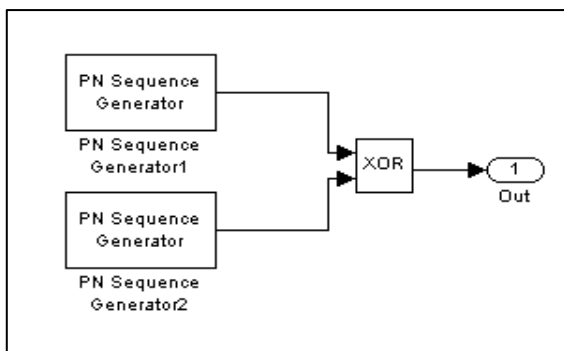 PN Sequence
Generator
PN Sequence
Generator1
XOR
1
Out
PN Sequence
Generator
PN Sequence
Generator2